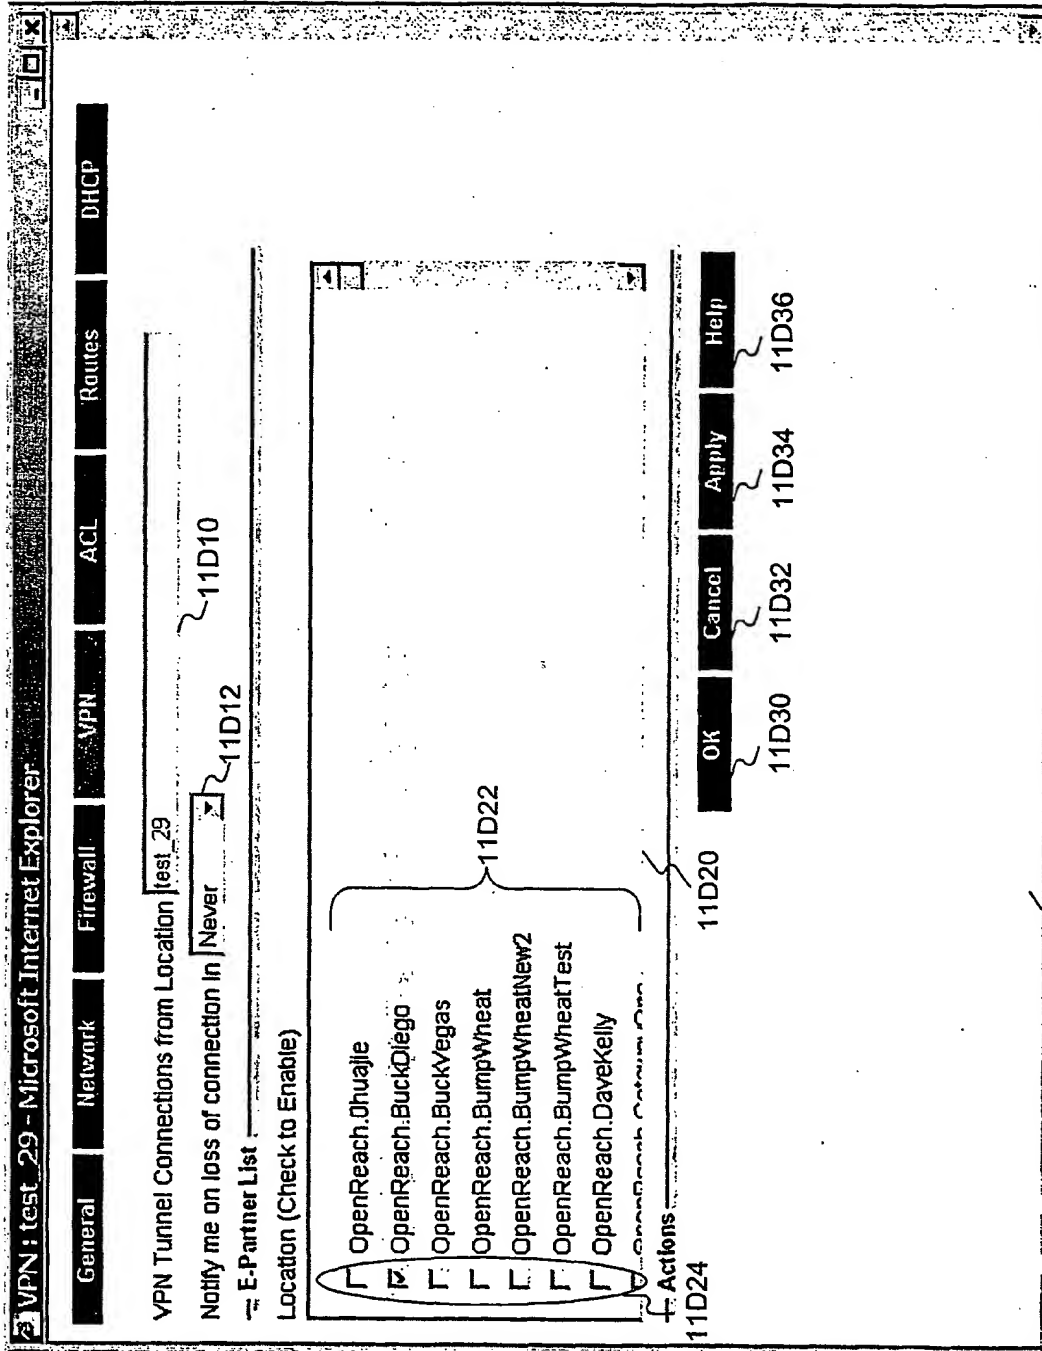 VPN : test_29 - Microsoft Internet Explorer
General Network Firewall VPN ACL Routes DHCP
VPN Tunnel Connections from Location test_29
11D10
Notify me on loss of connection in Never
11D12
E-Partner List
Location (Check to Enable)
OpenReach.0huajie
OpenReach.BuckDiego
OpenReach.BuckVegas
OpenReach.BumpWheat
OpenReach.BumpWheatNew2
OpenReach.BumpWheatTest
OpenReach.DaveKelly
11D22
11D20
Actions
11D24
OK Cancel Apply Help
11D30 11D32 11D34 11D36